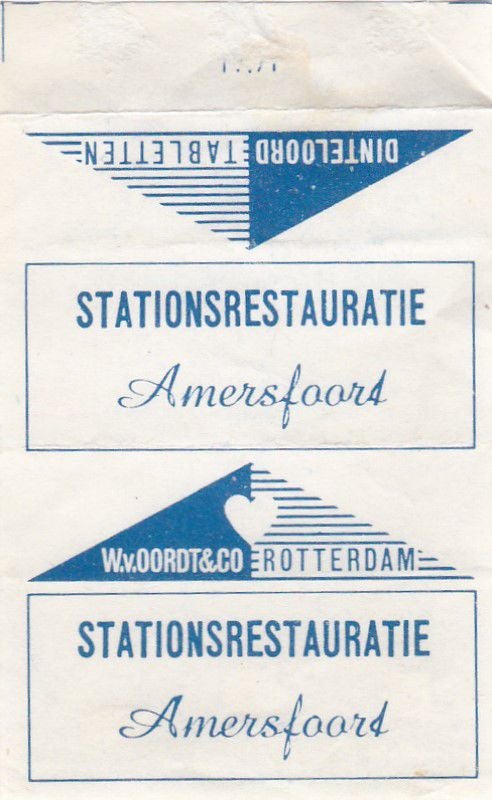 DINTELOORD TABLETTEN
STATIONSRESTAURATIE
Amersfoort
W.v.OORDT&CO ROTTERDAM
STATIONSRESTAURATIE
Amersfoort